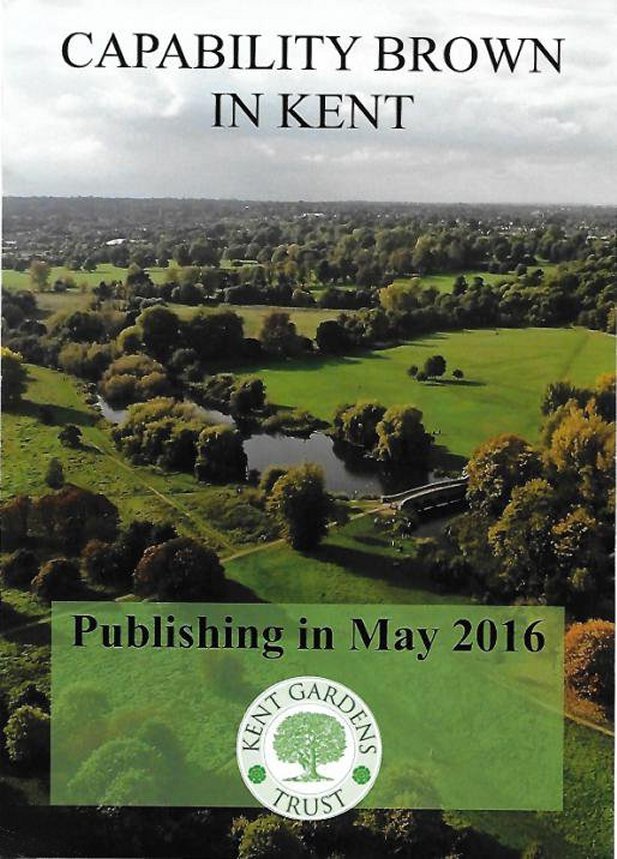 CAPABILITY BROWN
IN KENT
Publishing in May 2016
KENT GARDENS
TRUST